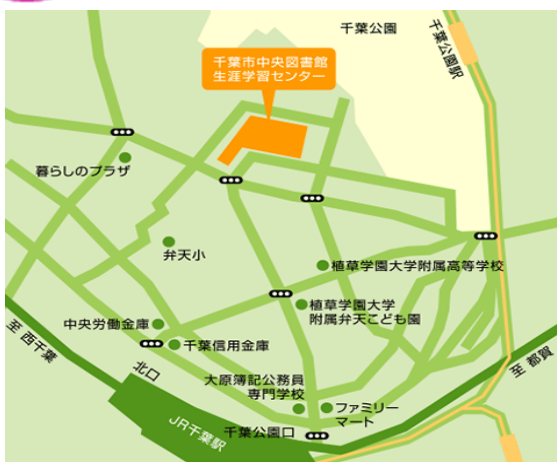 千葉公園
千葉公園駅
千葉市中央図書館
生涯学習センター
暮らしのプラザ
弁天小
植草学園大学附属高等学校
植草学園大学
附属弁天こども園
中央労働金庫
千葉信用金庫
至 西千葉
北口
大原簿記公務員
専門学校
ファミリー
マート
至 都賀
JR千葉駅
千葉公園口